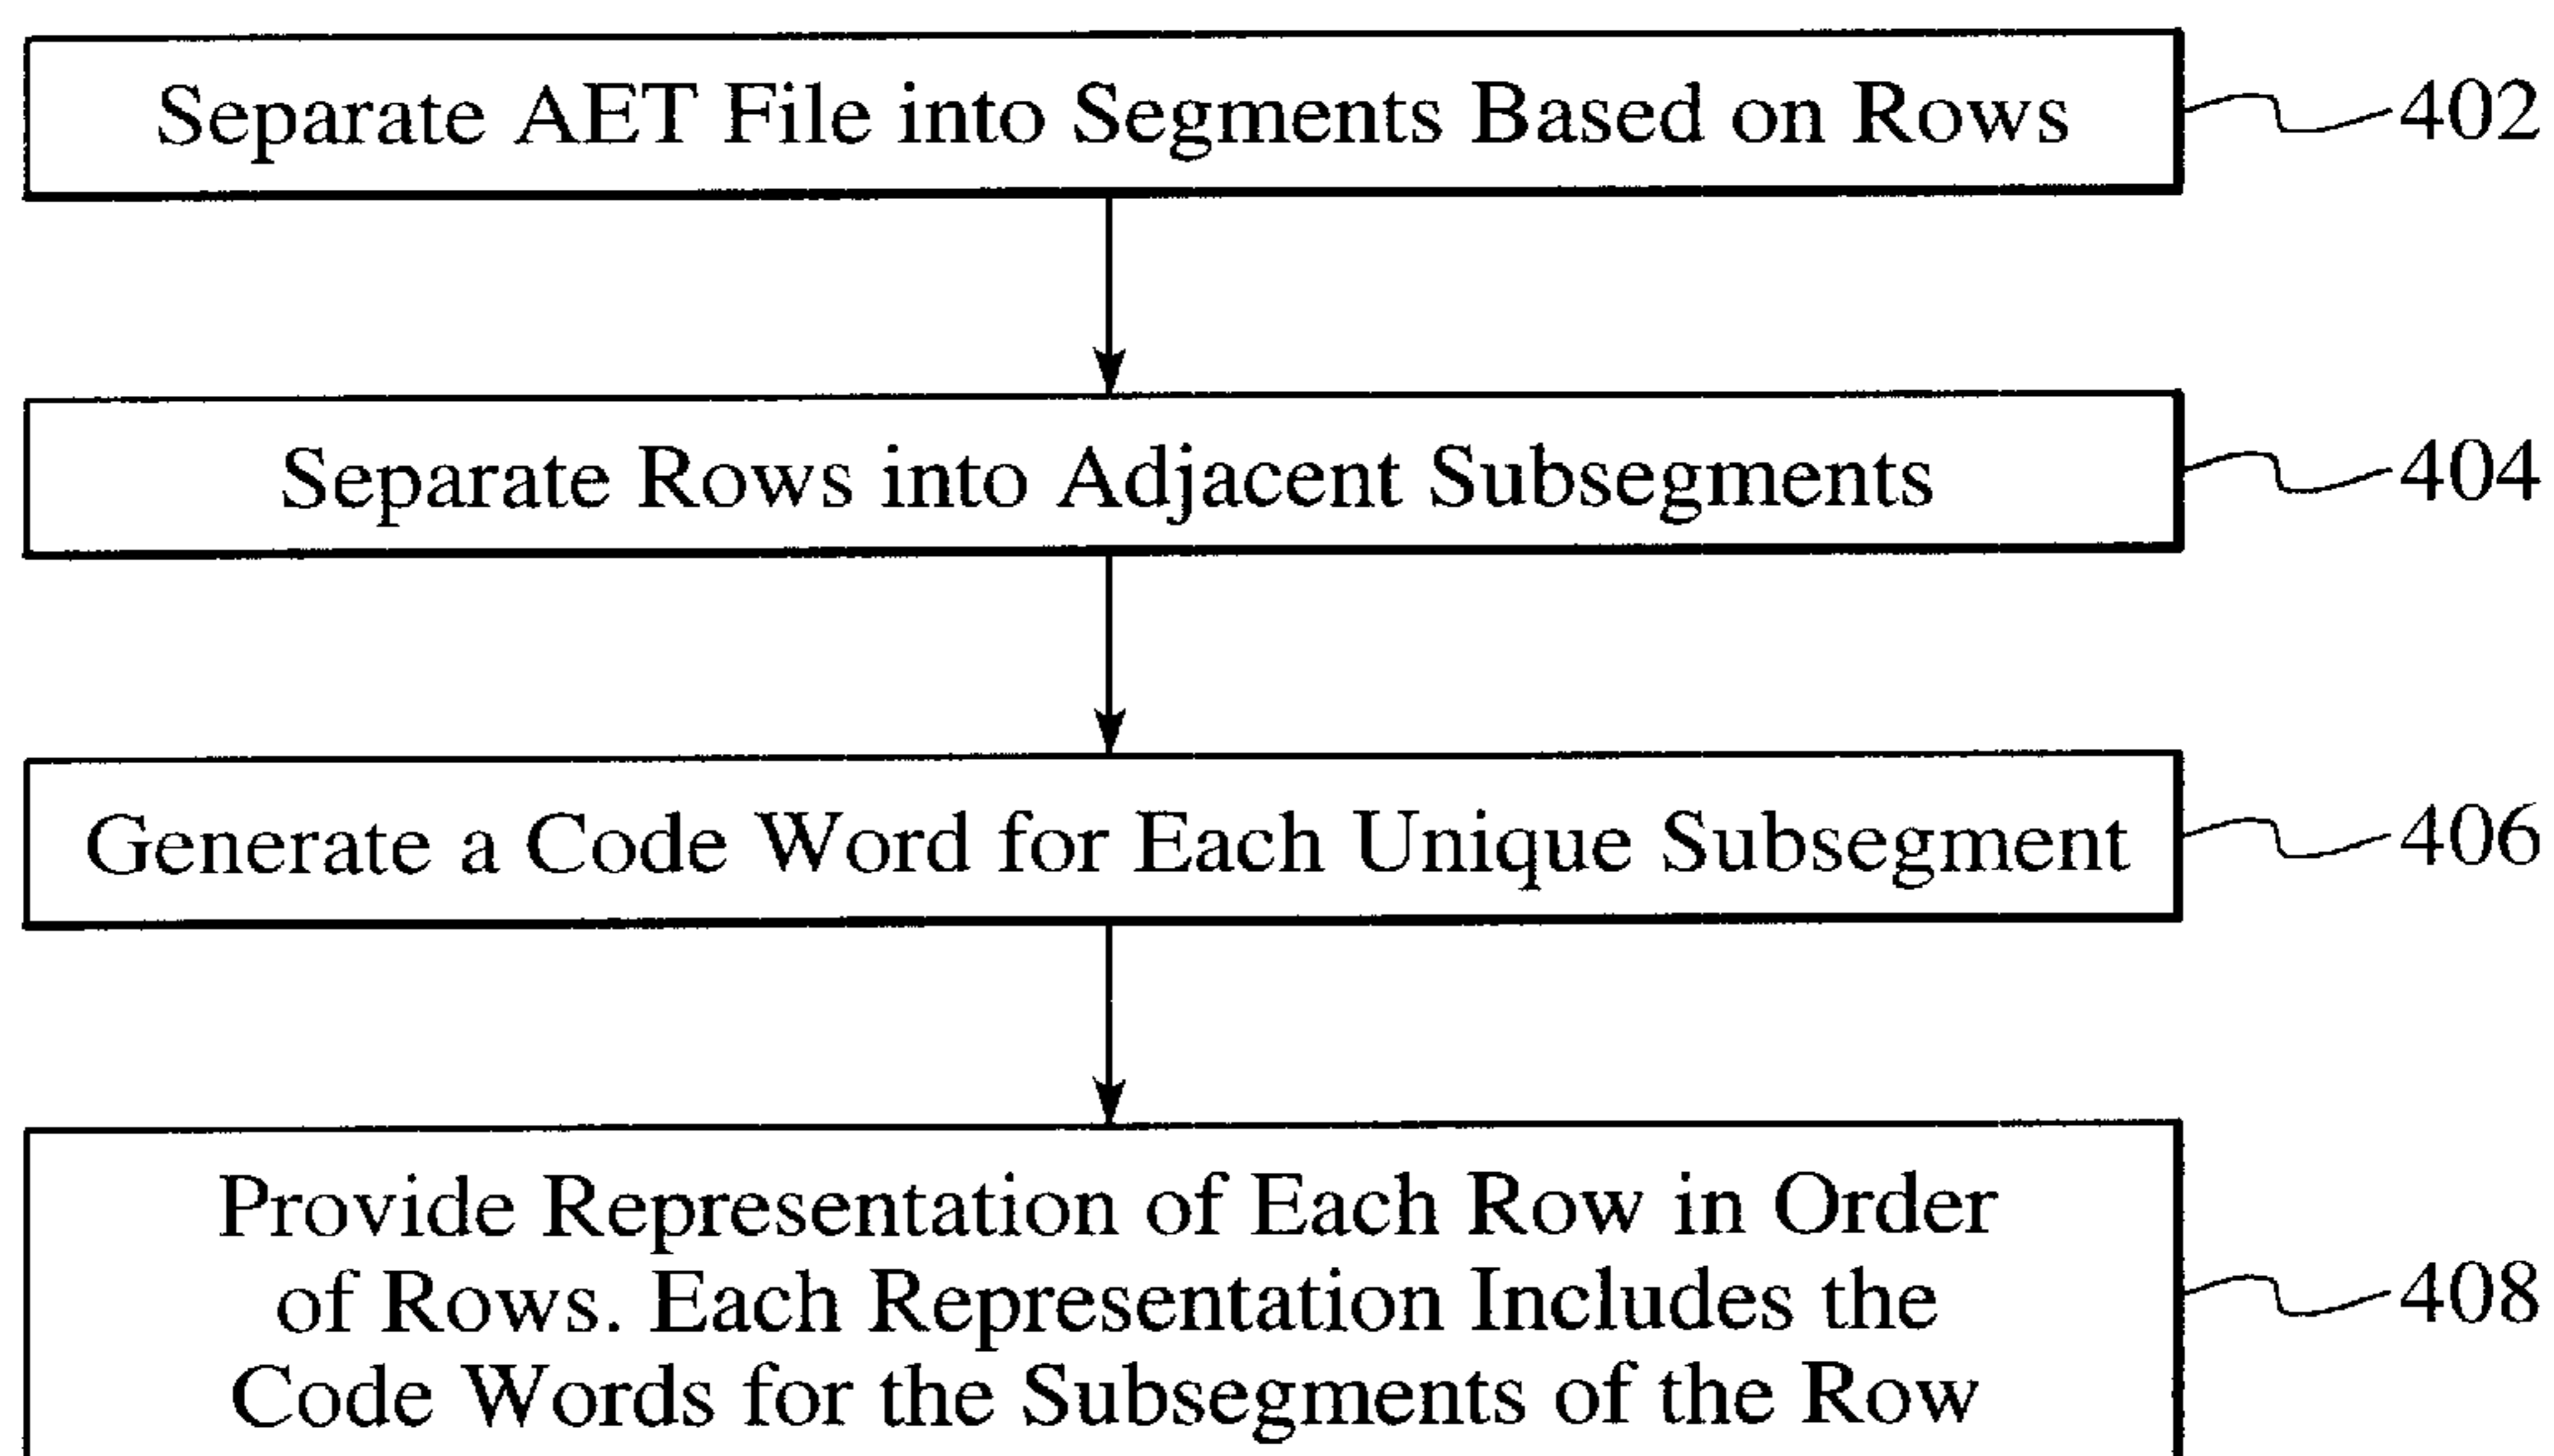 Separate AET File into Segments Based on Rows
402
Separate Rows into Adjacent Subsegments
404
Generate a Code Word for Each Unique Subsegment
406
Provide Representation of Each Row in Order
of Rows. Each Representation Includes the
Code Words for the Subsegments of the Row
408